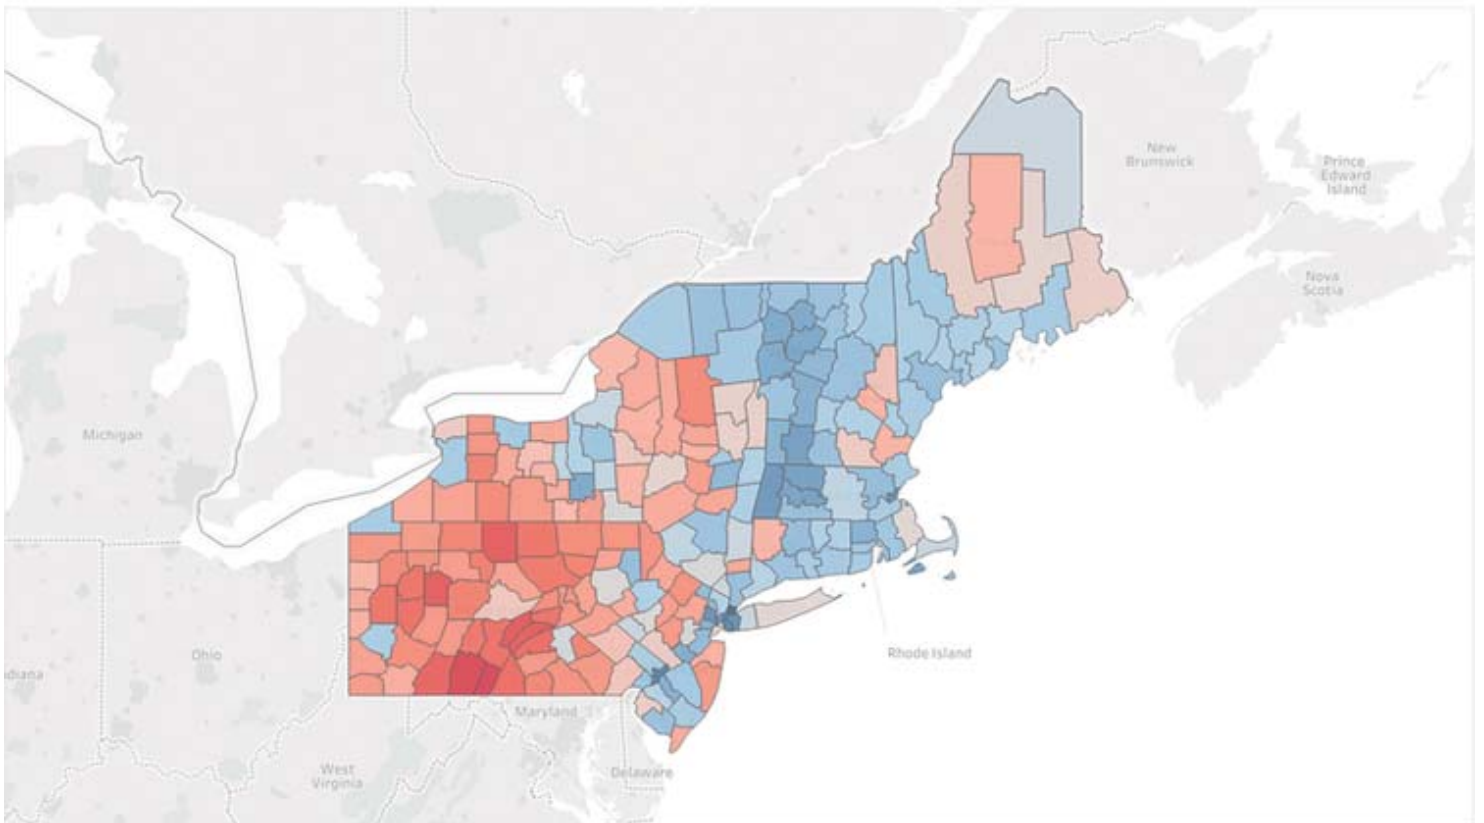 New
Brunswick
Prince
Edward
Island
Nova
Scotia
Michigan
Rhode Island
Ohio
diana
Maryland
West
Virginia
Delaware